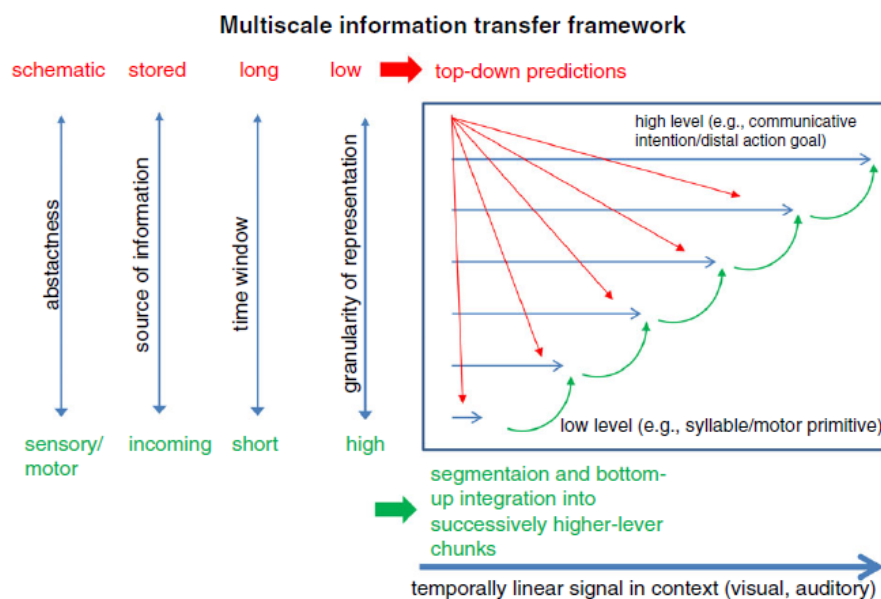 Multiscale information transfer framework
schematic stored long low top-down predictions
high level (e.g., communicative
intention/distal action goal)
abstactness
source of information
time window
granularity of representation
low level (e.g., syllable/motor primitive)
sensory/
motor
incoming
short
high
segmentaion and bottom-
up integration into
successively higher-lever
chunks
temporally linear signal in context (visual, auditory)